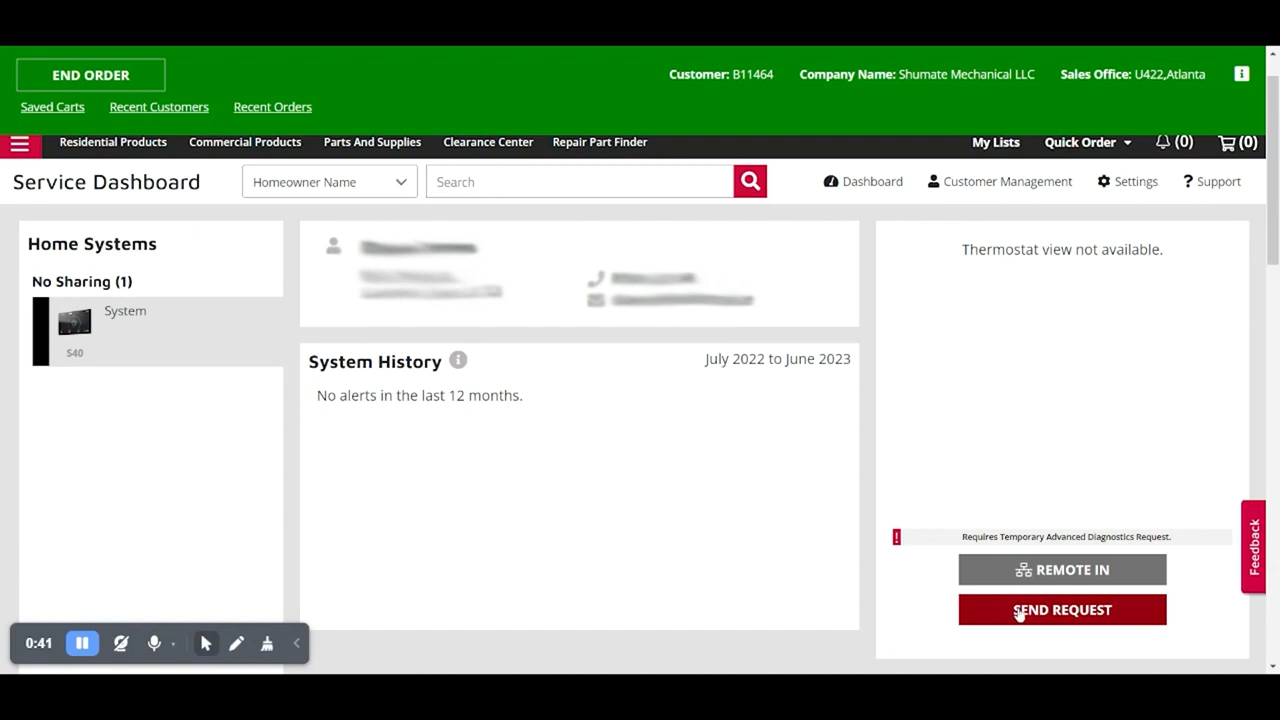 END ORDER
Customer: B11464 Company Name: Shumate Mechanical LLC Sales Office: U422,Atlanta
Saved Carts Recent Customers Recent Orders
Residential Products Commercial Products Parts And Supplies Clearance Center Repair Part Finder My Lists Quick Order (0) (0)
Service Dashboard Homeowner Name Search Dashboard Customer Management Settings ? Support
Home Systems
No Sharing (1)
System
S40
System History July 2022 to June 2023
No alerts in the last 12 months.
Thermostat view not available.
! Requires Temporary Advanced Diagnostics Request.
REMOTE IN
SEND REQUEST
Feedback
0:41